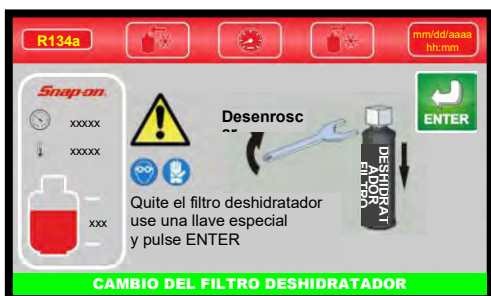 R134a
mm/dd/aaaa
hh:mm
Snap-on
xxxxx
xxxxx
xxx
Desenrosc
ar
ENTER
DESHIDRAT
ADOR
FILTRO
Quite el filtro deshidratador
use una llave especial
y pulse ENTER
CAMBIO DEL FILTRO DESHIDRATADOR